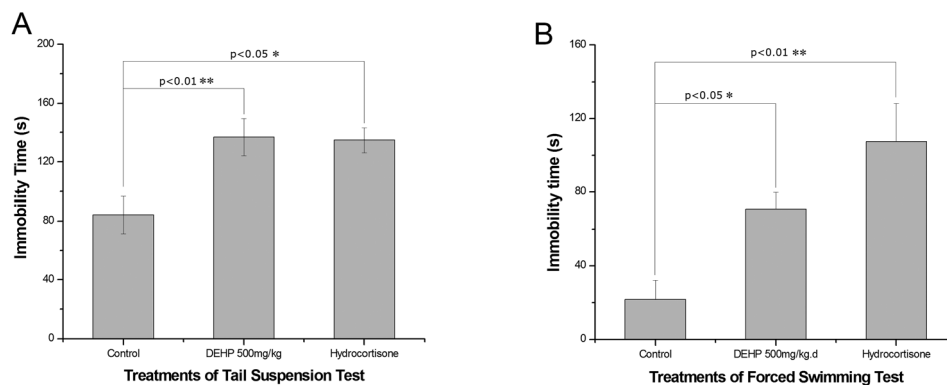 A
200
160
120
80
40
0
Immobility Time (s)
p<0.05 *
p<0.01 **
Control
DEHP 500mg/kg
Hydrocortisone
Treatments of Tail Suspension Test
B
160
120
80
40
0
Immobility time (s)
p<0.01 **
p<0.05 *
Control
DEHP 500mg/kg.d
Hydrocortisone
Treatments of Forced Swimming Test